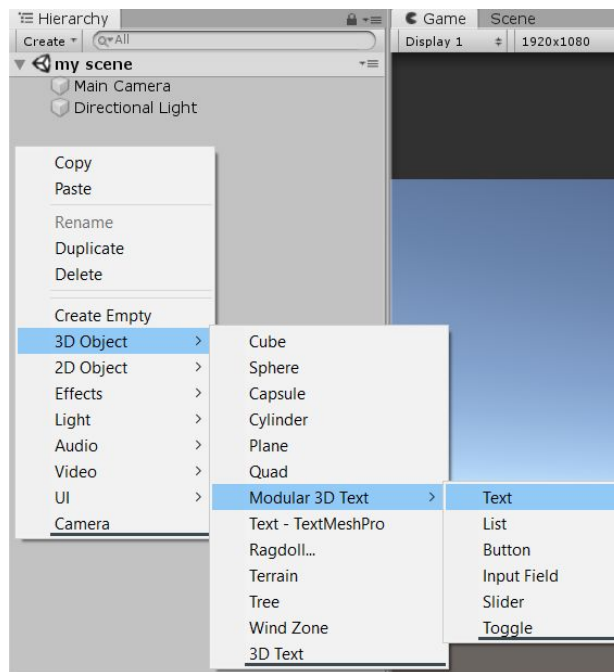 Hierarchy
Create
All
my scene
Main Camera
Directional Light
Copy
Paste
Rename
Duplicate
Delete
Create Empty
3D Object
2D Object
Effects
Light
Audio
Video
UI
Camera
Cube
Sphere
Capsule
Cylinder
Plane
Quad
Modular 3D Text
Text - TextMeshPro
Ragdoll...
Terrain
Tree
Wind Zone
3D Text
Text
List
Button
Input Field
Slider
Toggle
Game Scene
Display 1 1920x1080